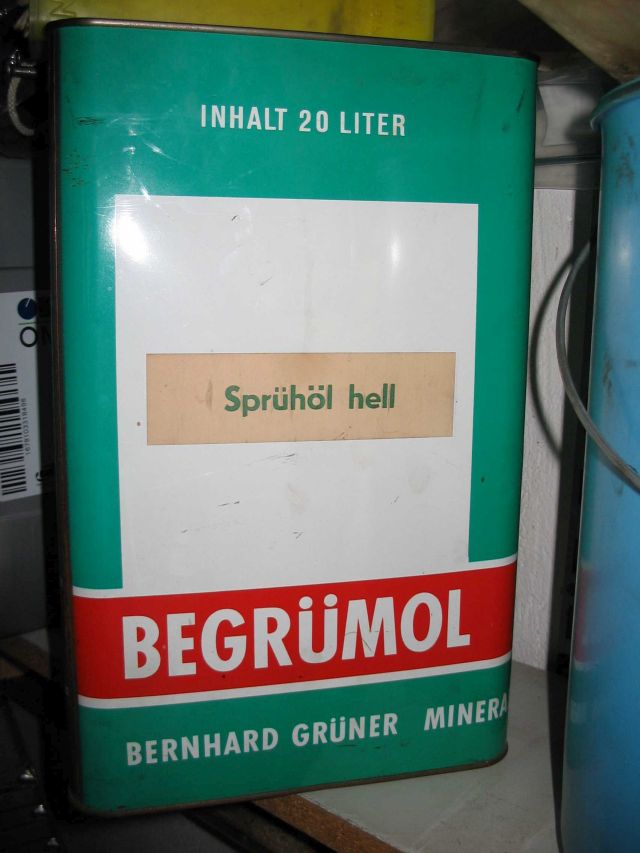 INHALT 20 LITER
Sprühöl hell
BEGRÜMOL
BERNHARD GRÜNER MINERA